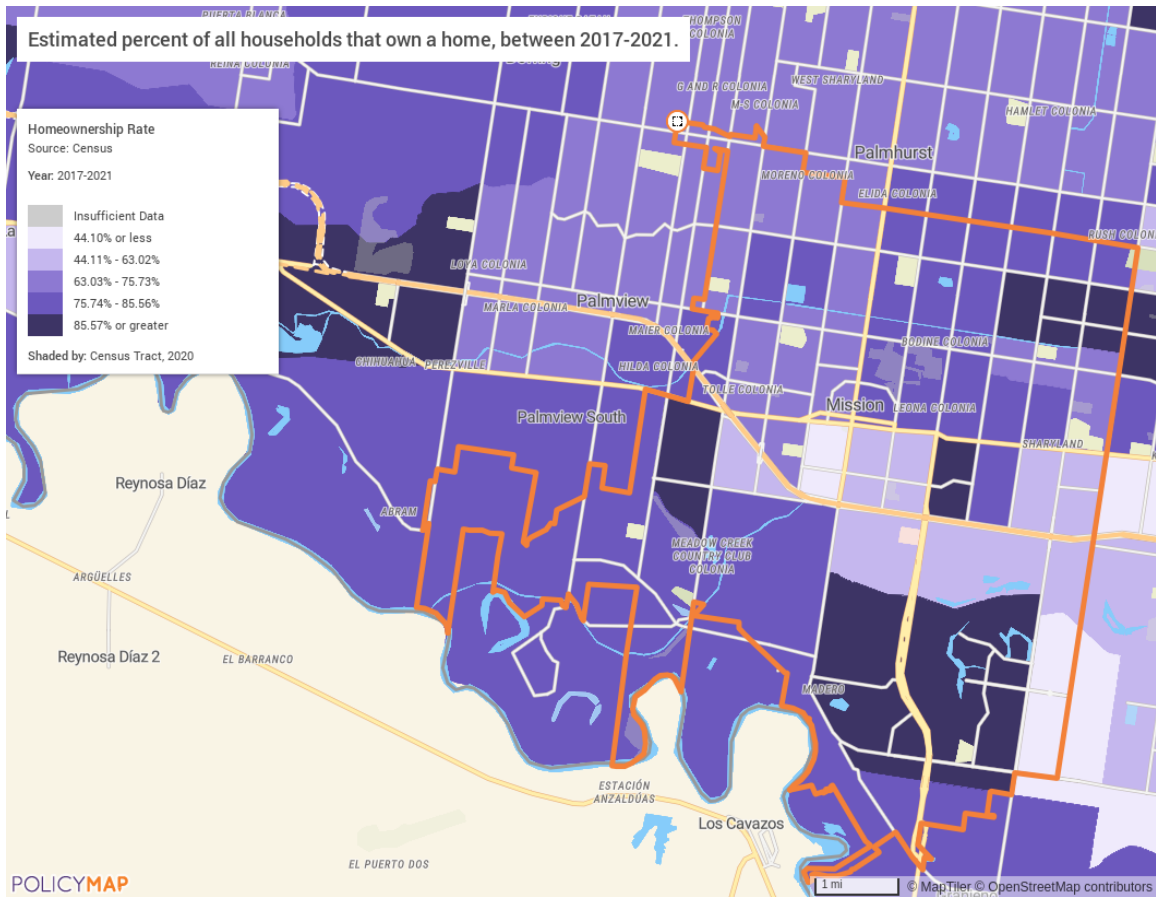 PUERTA BLANCA
THOMPSON
COLONIA
Estimated percent of all households that own a home, between 2017-2021.
REINA COLONIA
WEST SHARYLAND
G AND R COLONIA
M-S COLONIA
HAMLET COLONIA
Homeownership Rate
Source: Census
Year: 2017-2021
Palmhurst
MORENO COLONIA
ELIDA COLONIA
Insufficient Data
44.10% or less
44.11% - 63.02%
63.03% - 75.73%
75.74% - 85.56%
85.57% or greater
Shaded by: Census Tract, 2020
RUSH COLONIA
LOYA COLONIA
MARLA COLONIA
Palmview
MAIER COLONIA
BODINE COLONIA
CHIHUAHUA
PEREZVILLE
HILDA COLONIA
TOLLE COLONIA
Palmview South
Mission
LEONA COLONIA
SHARYLAND
Reynosa Díaz
ABRAM
MEADOW CREEK
COUNTRY CLUB
COLONIA
ARGÜELLES
Reynosa Díaz 2
EL BARRANCO
MADERO
ESTACIÓN
ANZALDÚAS
Los Cavazos
EL PUERTO DOS
POLICYMAP
1 mi
© MapTiler © OpenStreetMap contributors